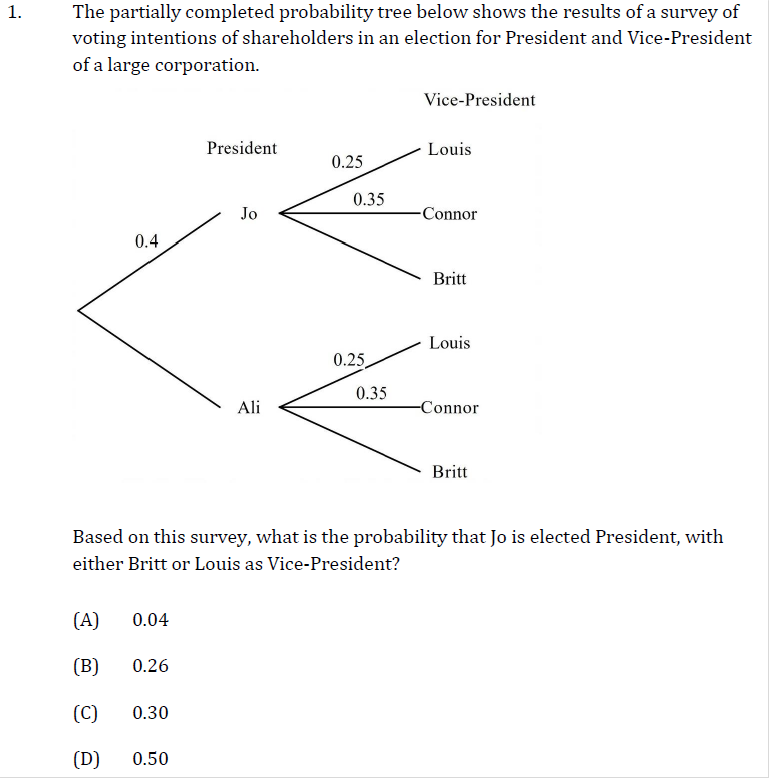 1. The partially completed probability tree below shows the results of a survey of
voting intentions of shareholders in an election for President and Vice-President
of a large corporation.
Vice-President
President
Louis
0.25
0.35
Jo
Connor
0.4
Britt
Louis
0.25
0.35
Ali
Connor
Britt
Based on this survey, what is the probability that Jo is elected President, with
either Britt or Louis as Vice-President?
(A) 0.04
(B) 0.26
(C) 0.30
(D) 0.50